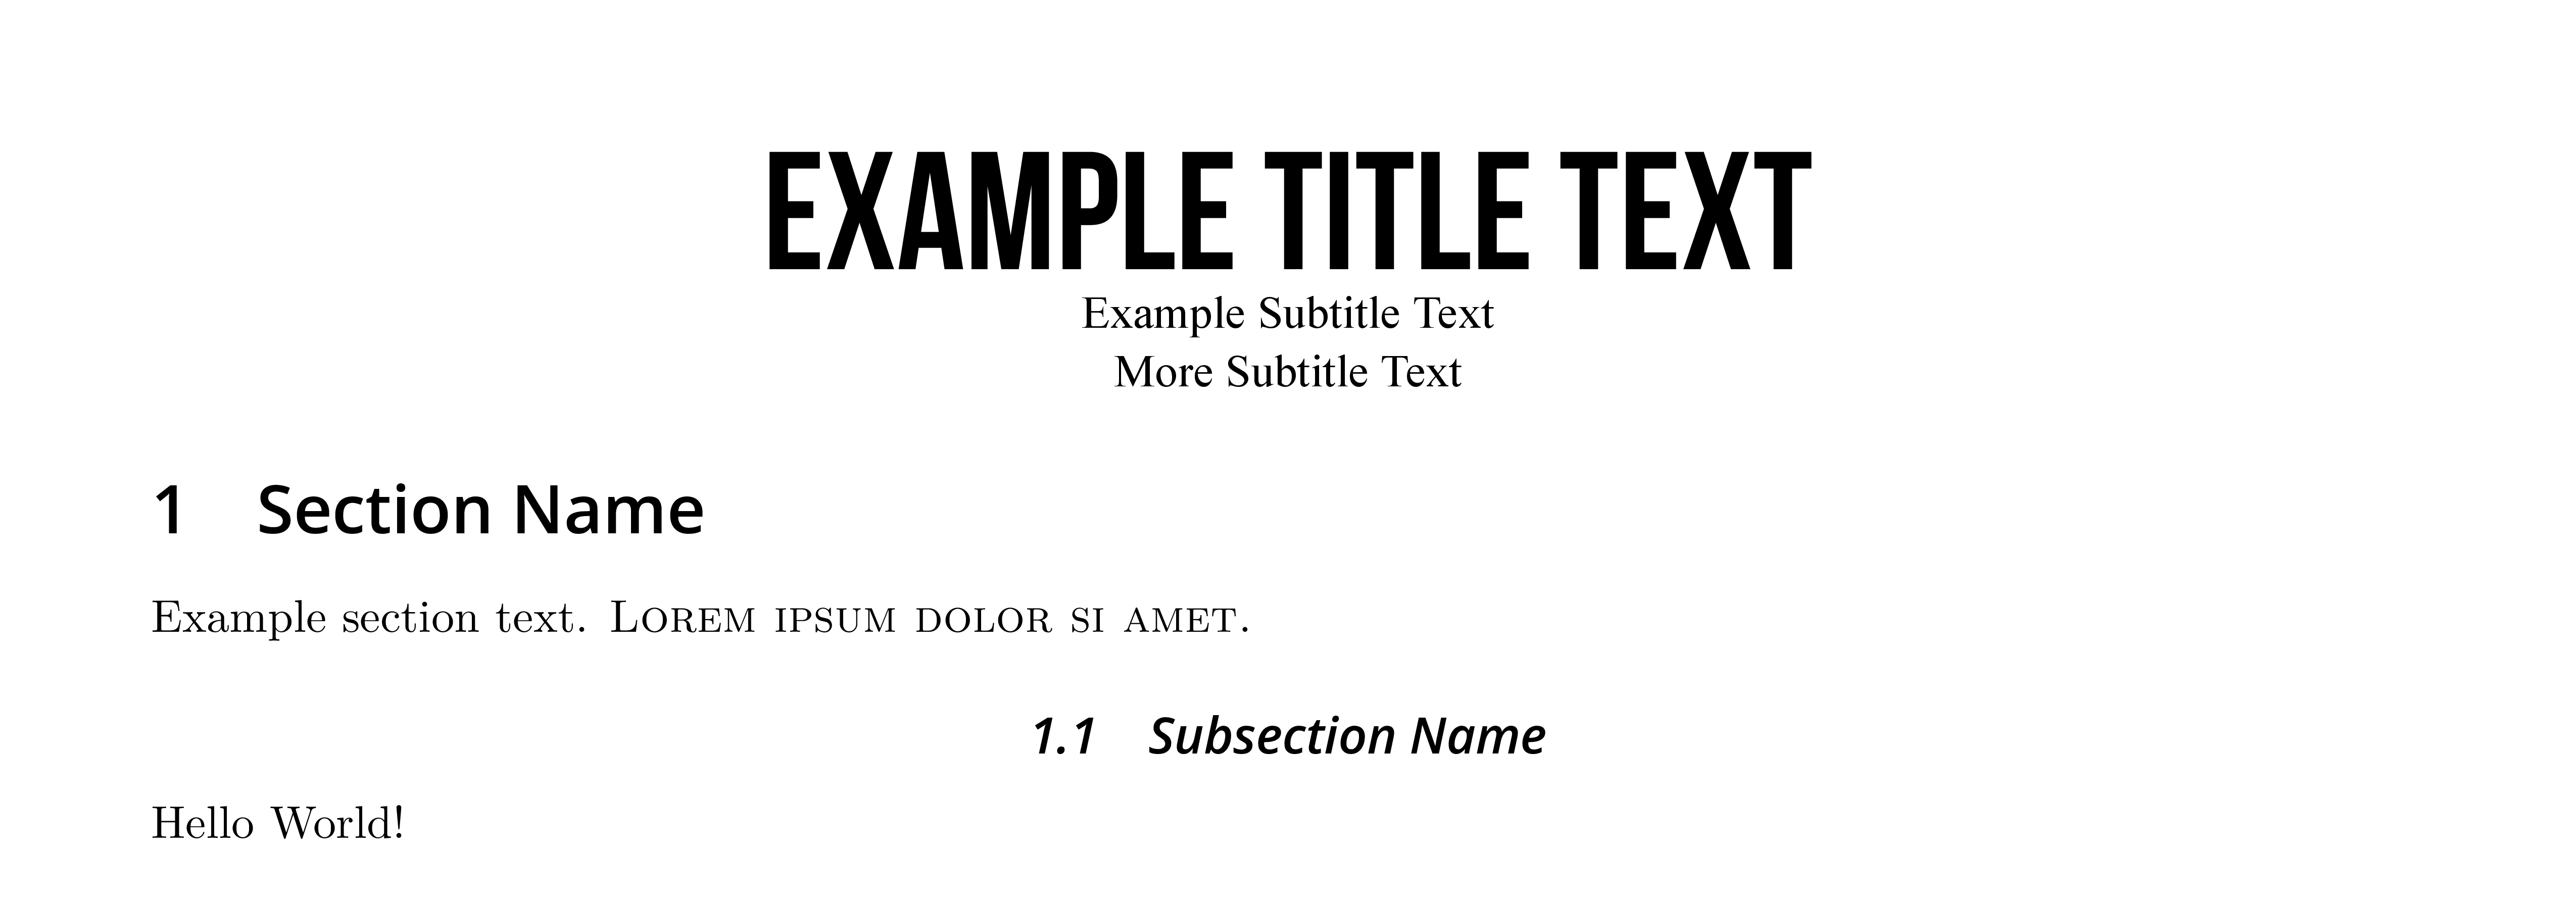 EXAMPLE TITLE TEXT
Example Subtitle Text
More Subtitle Text
1 Section Name
Example section text. Lorem ipsum dolor si amet.
1.1 Subsection Name
Hello World!